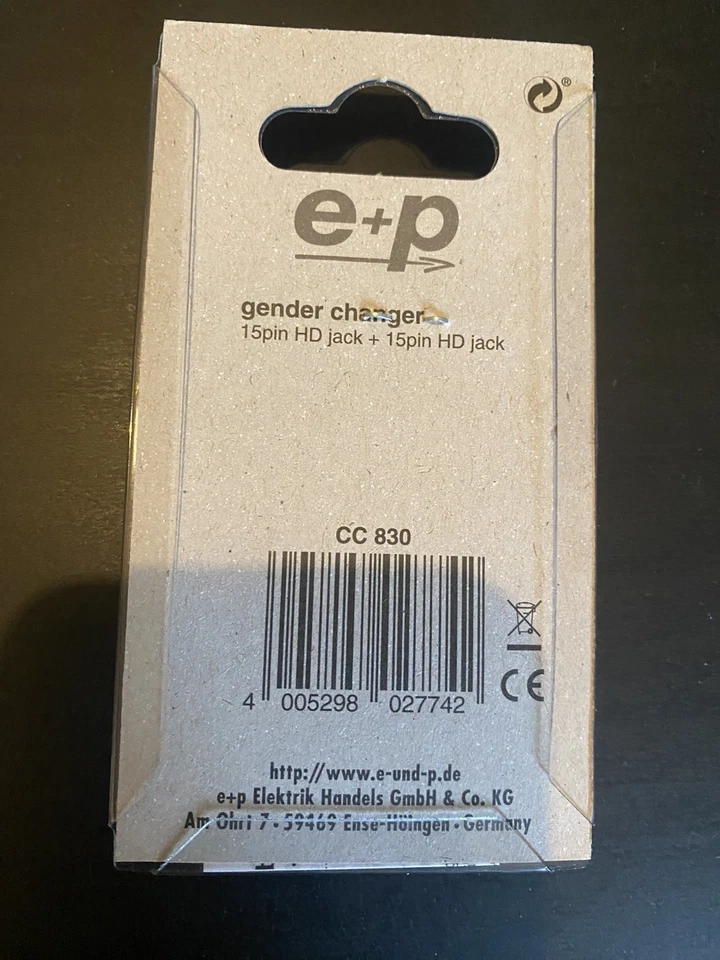 ®
e+p
gender changer
15pin HD jack + 15pin HD jack
CC 830
4 005298 027742
CE
http://www.e-und-p.de
e+p Elektrik Handels GmbH & Co. KG
Am Ohri 7 · 59469 Ense-Höingen · Germany